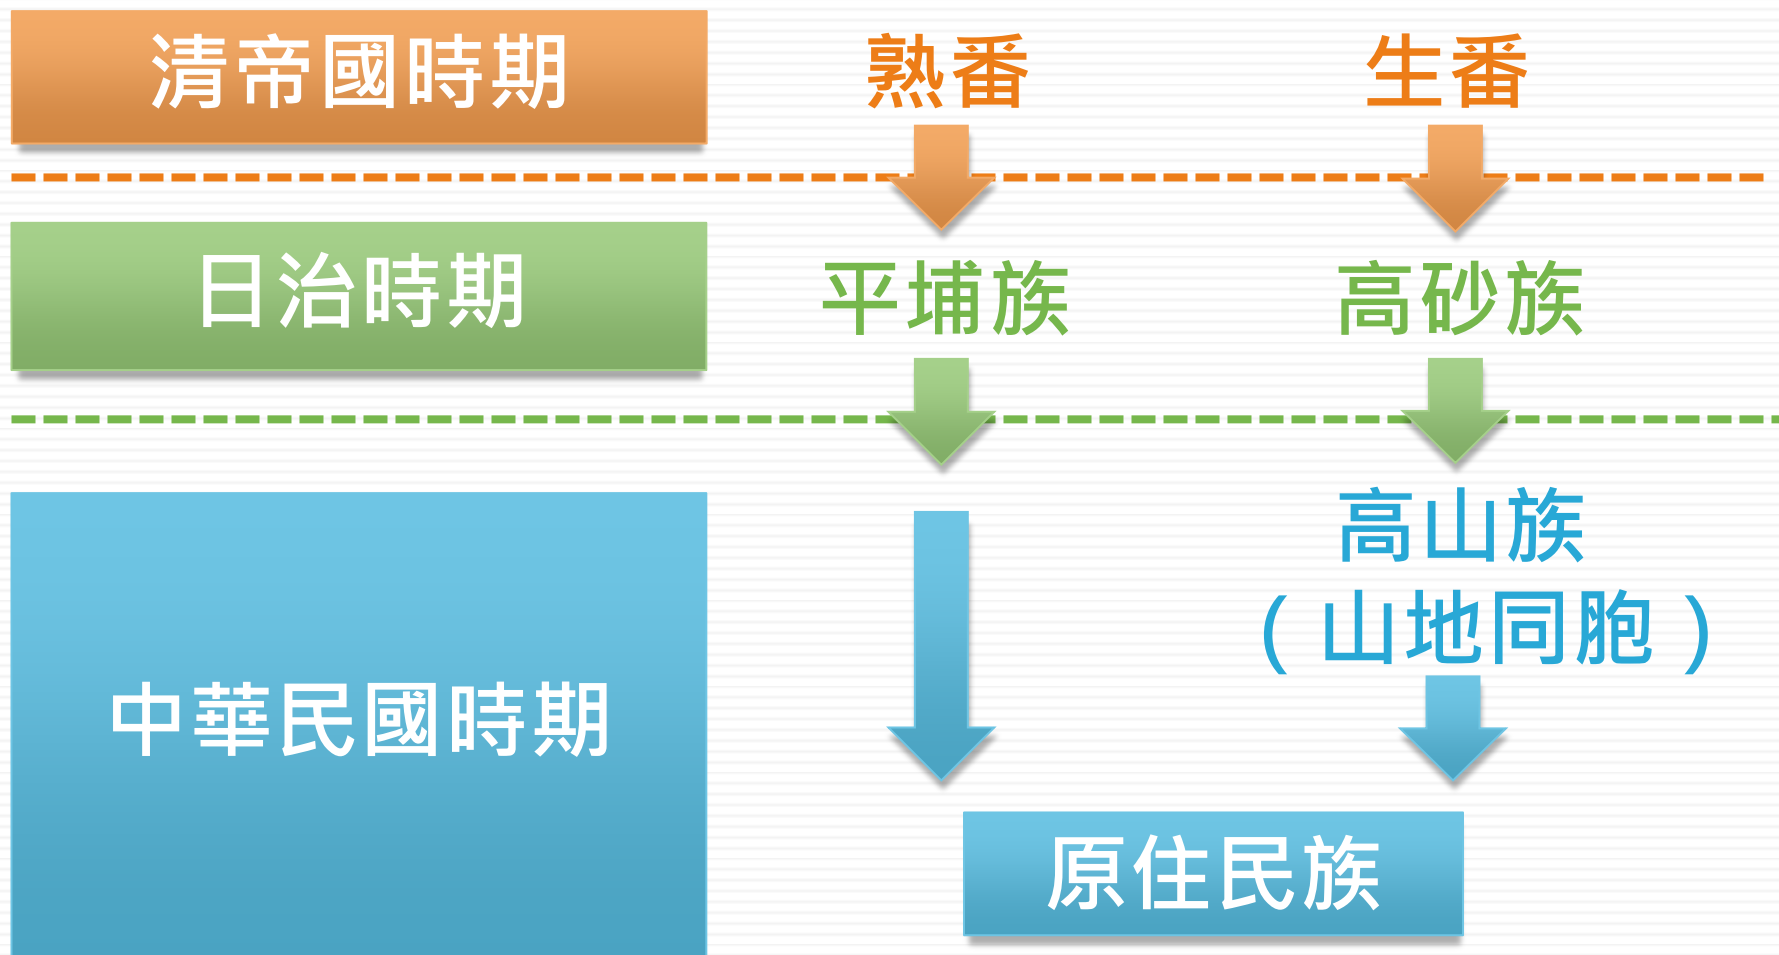 清帝國時期
熟番
生番
日治時期
平埔族
高砂族
中華民國時期
高山族
（山地同胞）
原住民族